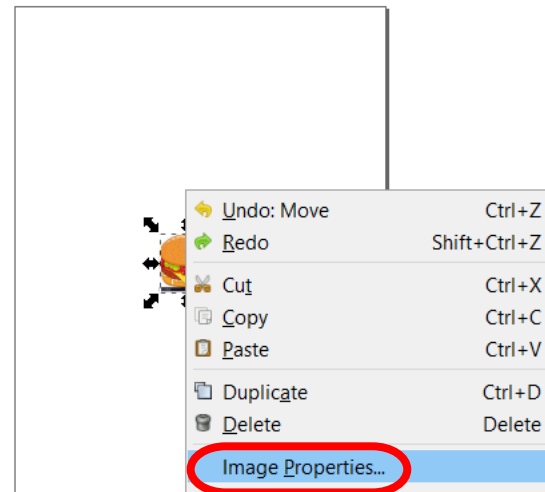 Undo: Move Ctrl+Z
Redo Shift+Ctrl+Z
Cut Ctrl+X
Copy Ctrl+C
Paste Ctrl+V
Duplicate Ctrl+D
Delete Delete
Image Properties...